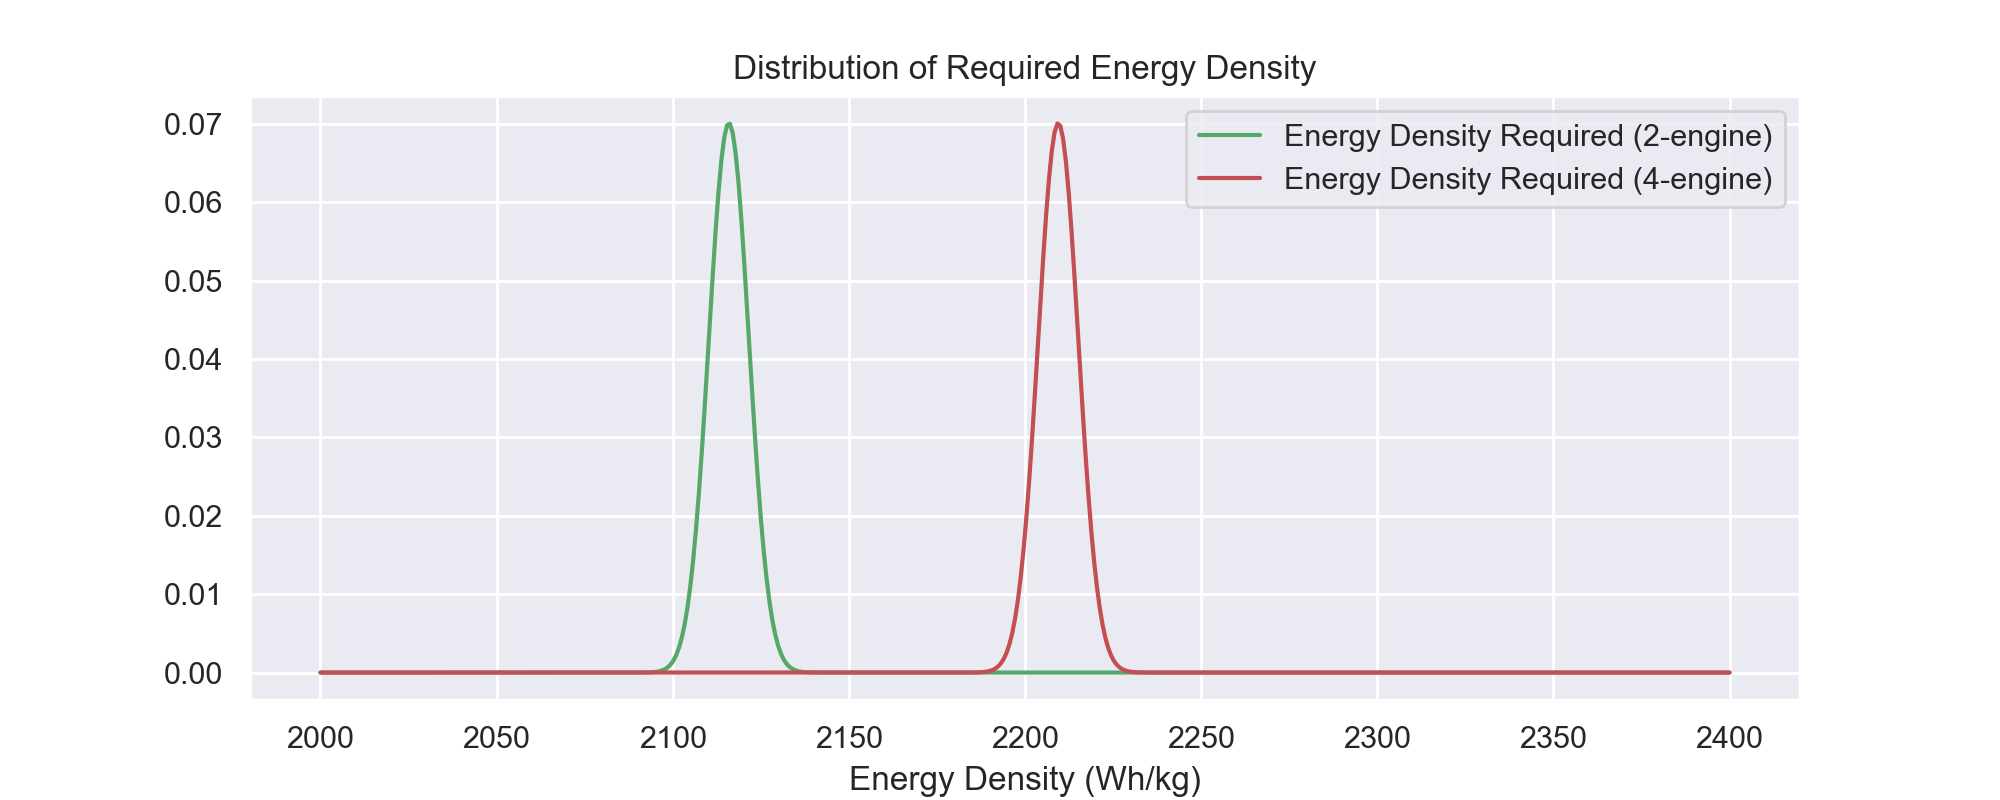 Distribution of Required Energy Density
Energy Density Required (2-engine)
Energy Density Required (4-engine)
0.07
0.06
0.05
0.04
0.03
0.02
0.01
0.00
2000 2050 2100 2150 2200 2250 2300 2350 2400
Energy Density (Wh/kg)